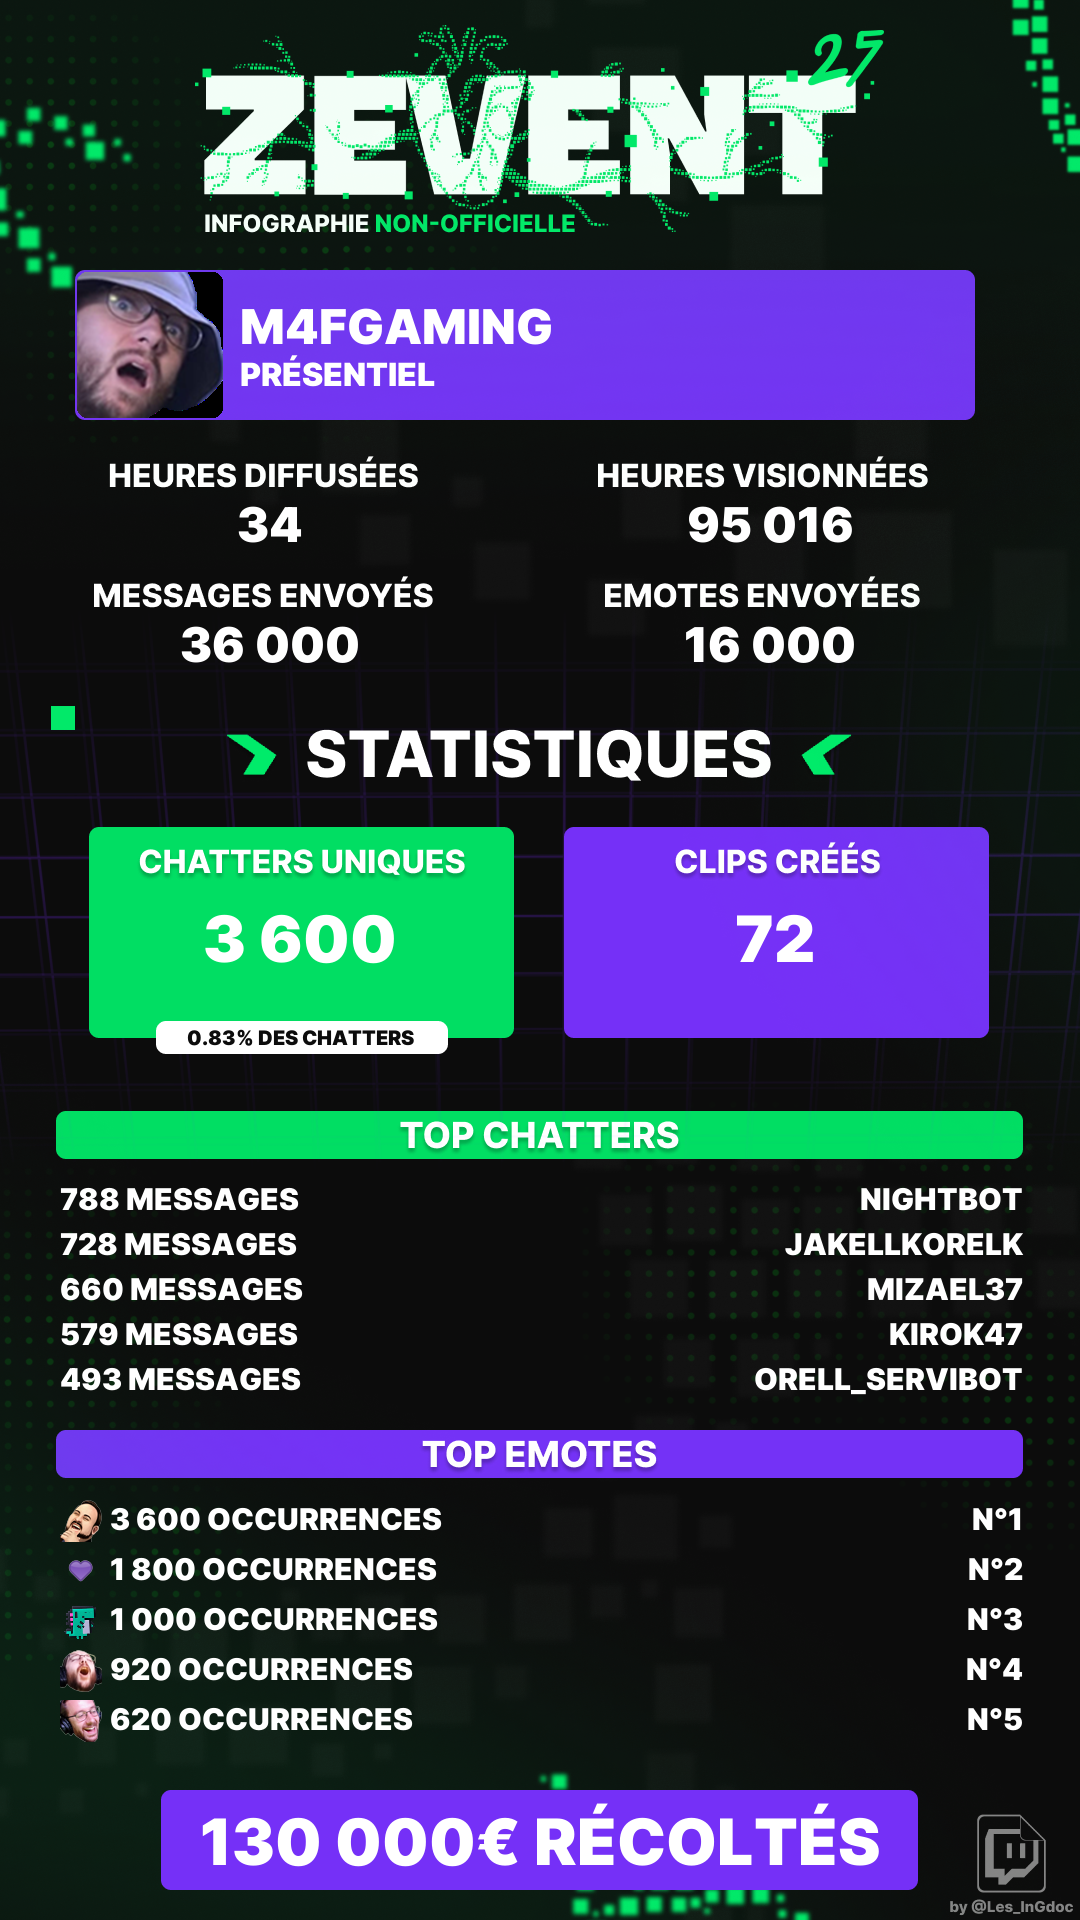 ZEVENT 25
INFOGRAPHIE NON-OFFICIELLE
M4FGAMING
PRÉSENTIEL
HEURES DIFFUSÉES
34
HEURES VISIONNÉES
95 016
MESSAGES ENVOYÉS
36 000
EMOTES ENVOYÉES
16 000
STATISTIQUES
CHATTERS UNIQUES
3 600
0.83% DES CHATTERS
CLIPS CRÉÉS
72
TOP CHATTERS
788 MESSAGES NIGHTBOT
728 MESSAGES JAKELLKORELK
660 MESSAGES MIZAEL37
579 MESSAGES KIROK47
493 MESSAGES ORELL_SERVIBOT
TOP EMOTES
3 600 OCCURRENCES N°1
1 800 OCCURRENCES N°2
1 000 OCCURRENCES N°3
920 OCCURRENCES N°4
620 OCCURRENCES N°5
130 000€ RÉCOLTÉS
by @Les_InGdoc